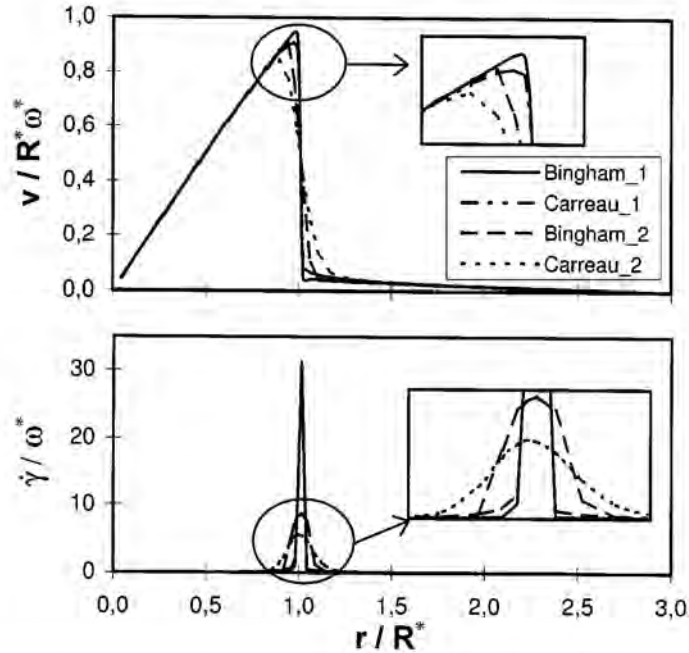 1,0
0,8
0,6
0,4
0,2
0,0
v / R* ω*
Bingham_1
Carreau_1
Bingham_2
Carreau_2
30
20
10
0
γ̇ / ω*
0,0 0,5 1,0 1,5 2,0 2,5 3,0
r / R*